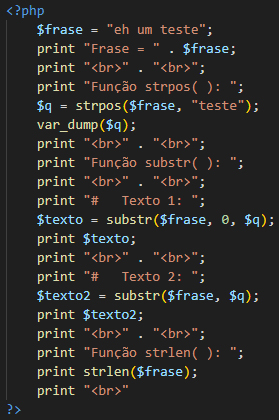 <?php
$frase = "eh um teste";
print "Frase = " . $frase;
print "<br>" . "<br>";
print "Função strpos( ): ";
$q = strpos($frase, "teste");
var_dump($q);
print "<br>" . "<br>";
print "Função substr( ): ";
print "<br>" . "<br>";
print "#   Texto 1: ";
$texto = substr($frase, 0, $q);
print $texto;
print "<br>" . "<br>";
print "#   Texto 2: ";
$texto2 = substr($frase, $q);
print $texto2;
print "<br>" . "<br>";
print "Função strlen( ): ";
print strlen($frase);
print "<br>"
?>